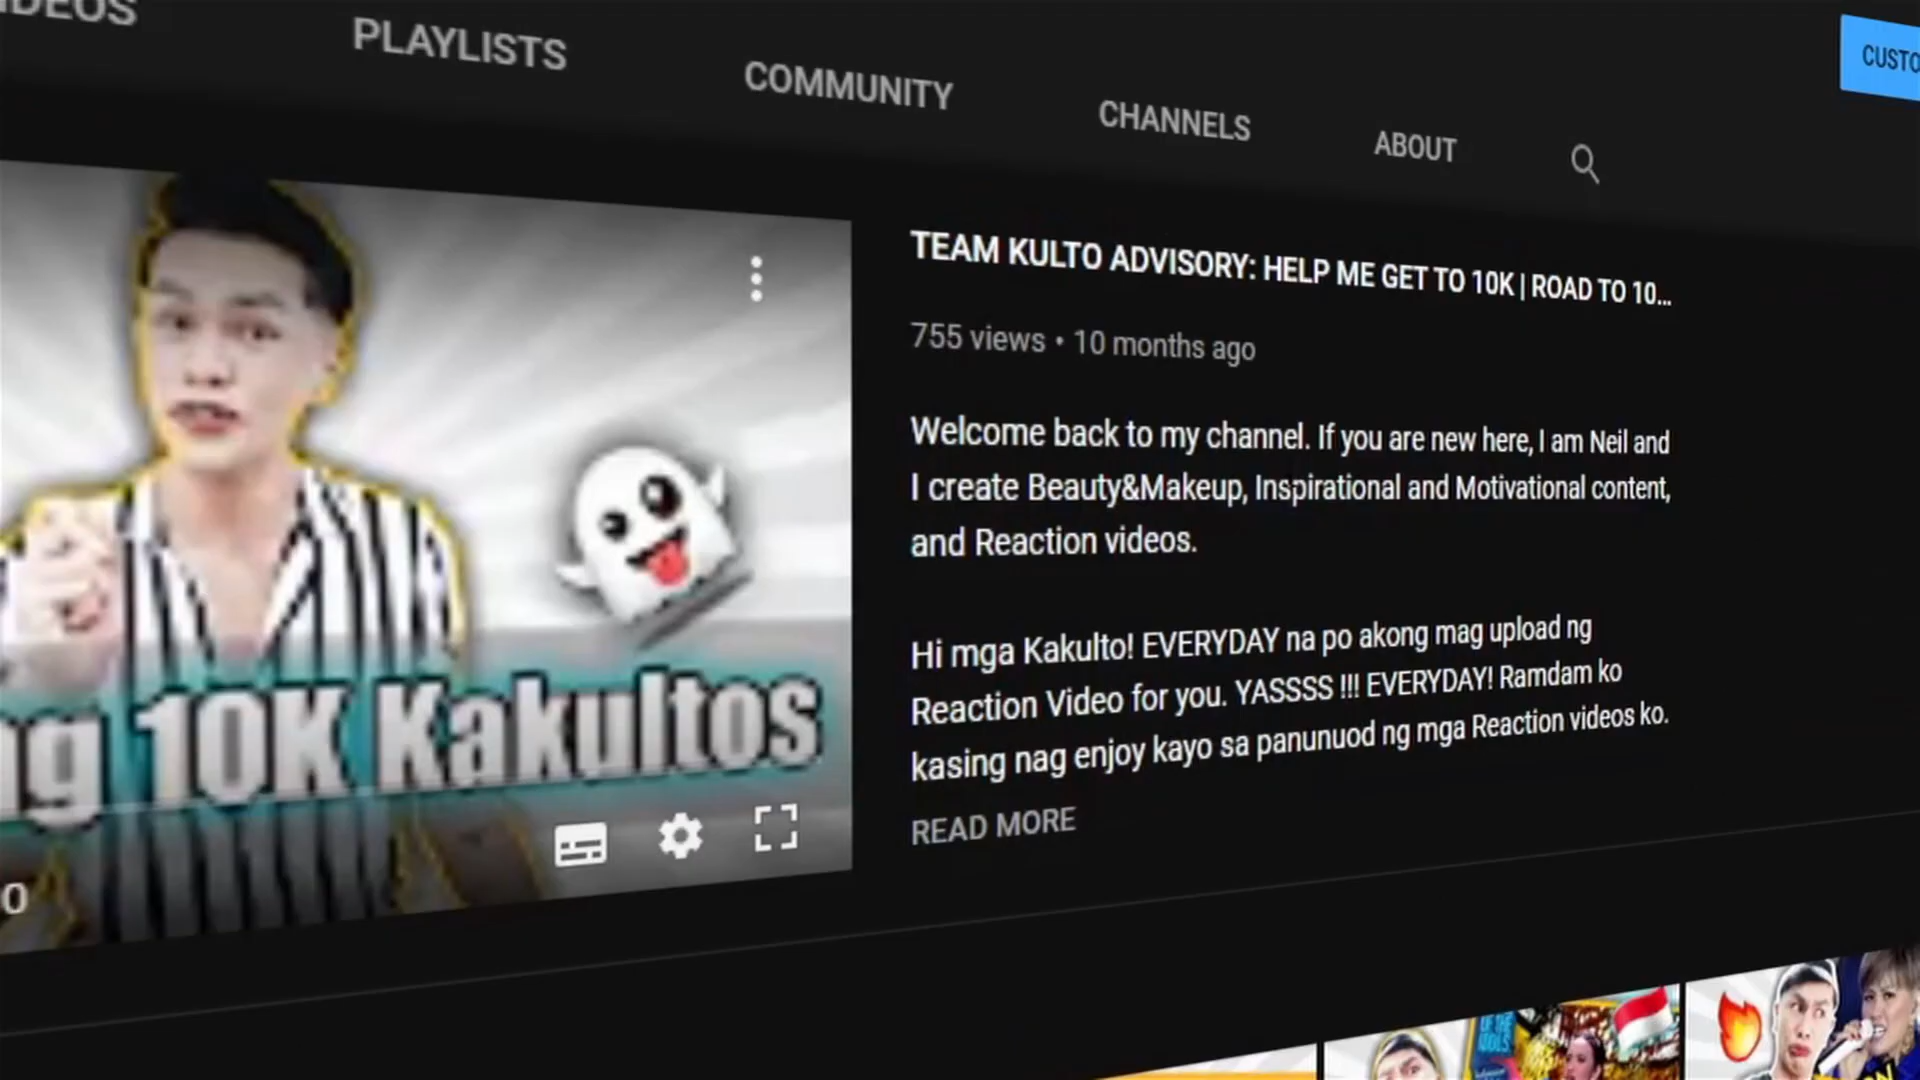 PLAYLISTS
COMMUNITY
CHANNELS
ABOUT
TEAM KULTO ADVISORY: HELP ME GET TO 10K | ROAD TO 10...
755 views • 10 months ago
Welcome back to my channel. If you are new here, I am Neil and
I create Beauty&Makeup, Inspirational and Motivational content,
and Reaction videos.
Hi mga Kakulto! EVERYDAY na po akong mag upload ng
Reaction Video for you. YASSSS !!! EVERYDAY! Ramdam ko
kasing nag enjoy kayo sa panunuod ng mga Reaction videos ko.
READ MORE
10K Kakultos